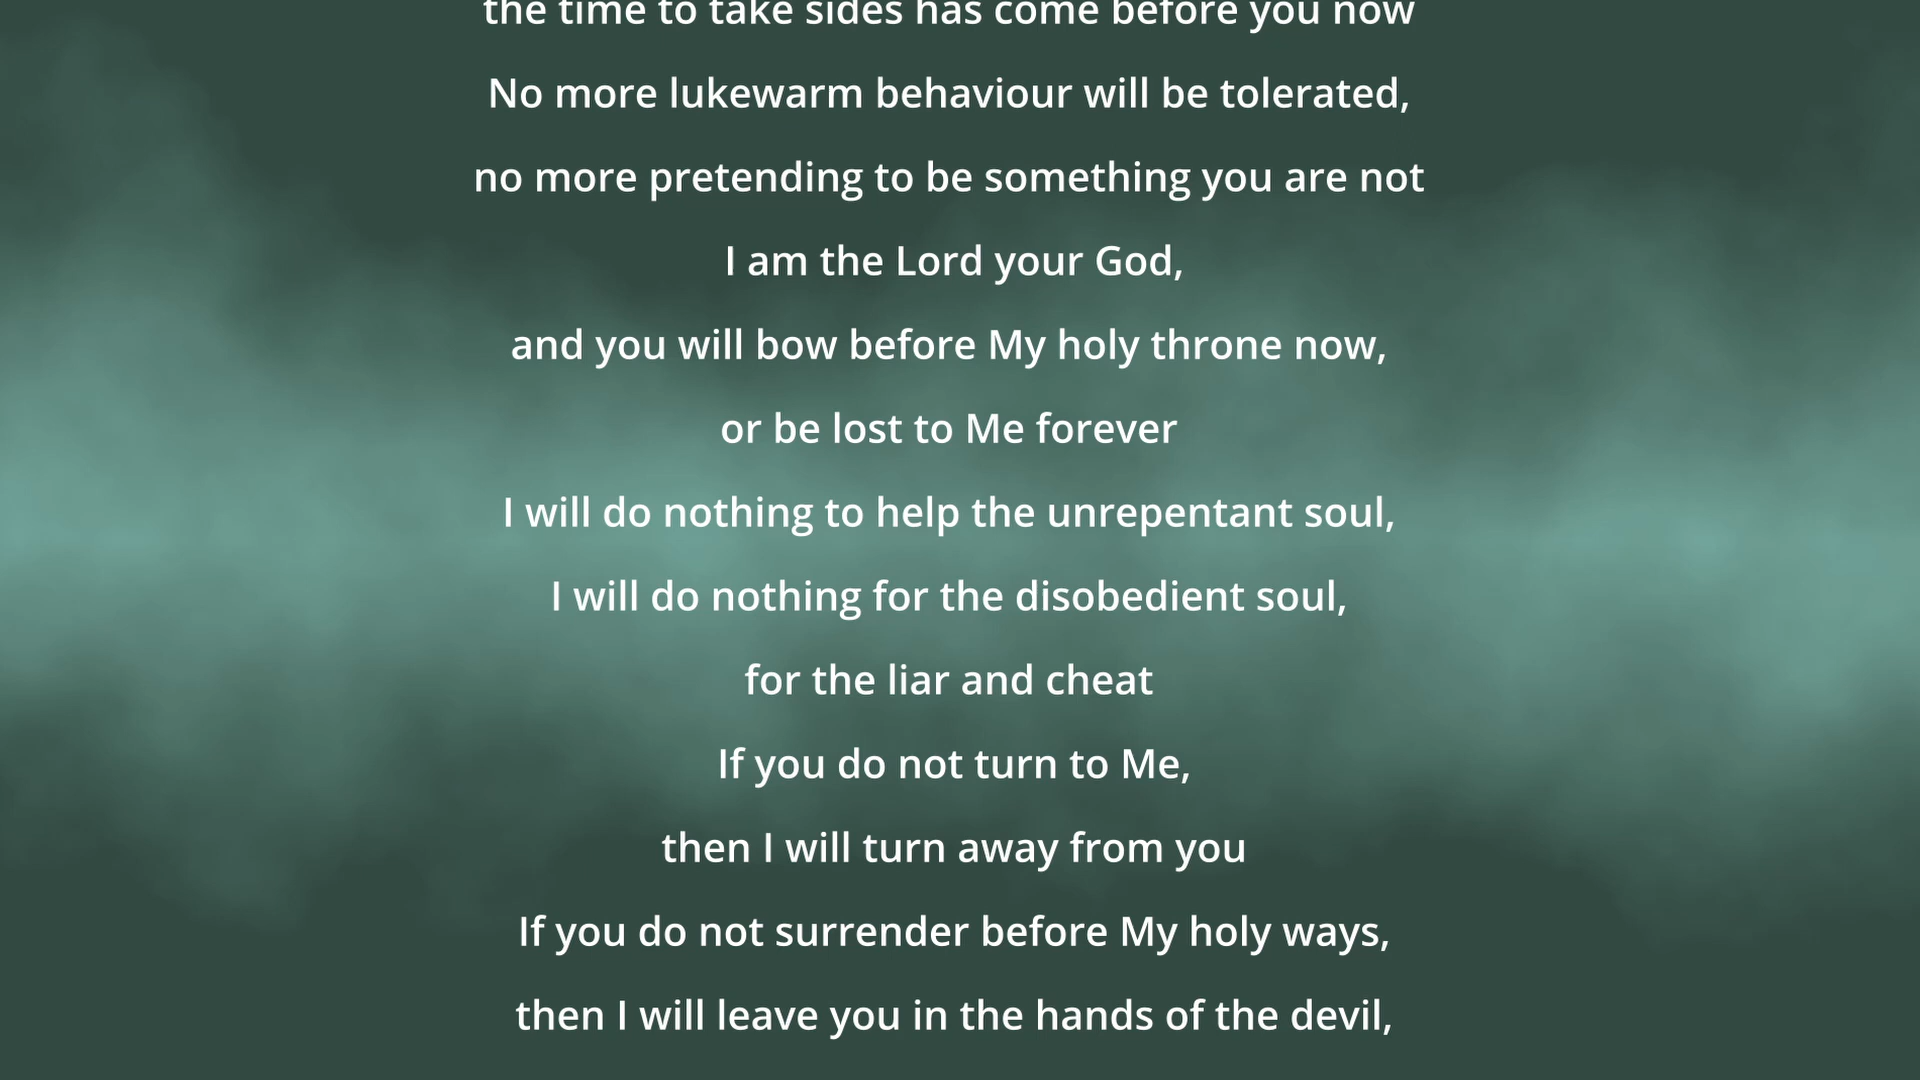 the time to take sides has come before you now
No more lukewarm behaviour will be tolerated,
no more pretending to be something you are not
I am the Lord your God,
and you will bow before My holy throne now,
or be lost to Me forever
I will do nothing to help the unrepentant soul,
I will do nothing for the disobedient soul,
for the liar and cheat
If you do not turn to Me,
then I will turn away from you
If you do not surrender before My holy ways,
then I will leave you in the hands of the devil,